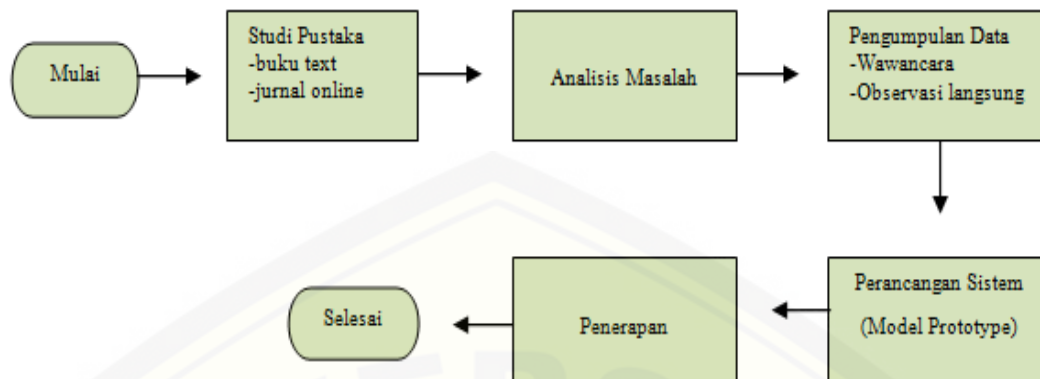 Mulai
Studi Pustaka
-buku text
-jurnal online
Analisis Masalah
Pengumpulan Data
-Wawancara
-Observasi langsung
Perancangan Sistem
(Model Prototype)
Penerapan
Selesai